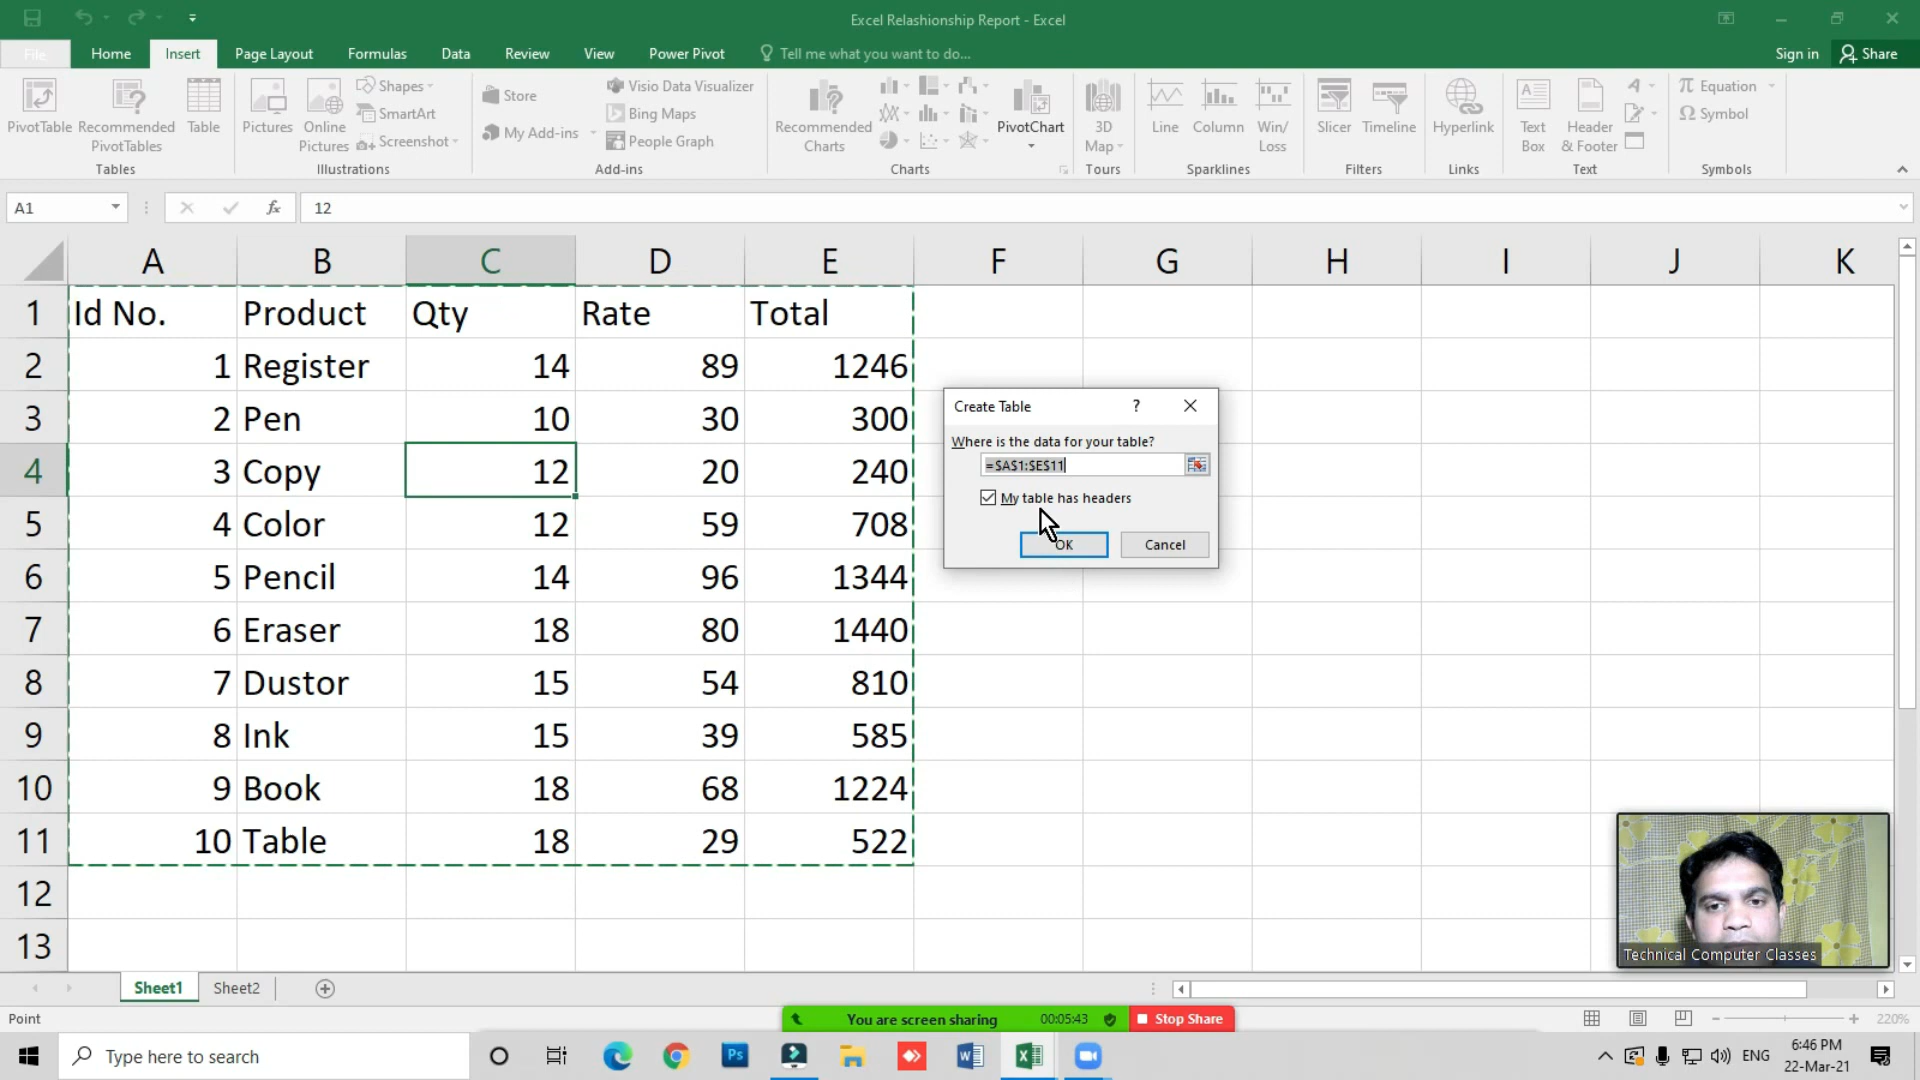 Excel Relashionship Report - Excel
File Home Insert Page Layout Formulas Data Review View Power Pivot Tell me what you want to do... Sign in Share
PivotTable Recommended PivotTables Table
Tables
Pictures Online Pictures Shapes SmartArt Screenshot
Illustrations
Store My Add-ins Visio Data Visualizer Bing Maps People Graph
Add-ins
Recommended Charts PivotChart
Charts
3D Map
Tours
Line Column Win/ Loss
Sparklines
Slicer Timeline
Filters
Hyperlink
Links
Text Box Header & Footer
Text
Equation Symbol
Symbols
A1 fx 12
A B C D E F G H I J K
1 Id No. Product Qty Rate Total
2 1 Register 14 89 1246
3 2 Pen 10 30 300
4 3 Copy 12 20 240
5 4 Color 12 59 708
6 5 Pencil 14 96 1344
7 6 Eraser 18 80 1440
8 7 Dustor 15 54 810
9 8 Ink 15 39 585
10 9 Book 18 68 1224
11 10 Table 18 29 522
12
13
Create Table ?
Where is the data for your table?
=$A$1:$E$11
My table has headers
OK Cancel
Technical Computer Classes
Sheet1 Sheet2
Point
You are screen sharing 00:05:43 Stop Share
220%
Type here to search
Ps
ENG
6:46 PM
22-Mar-21